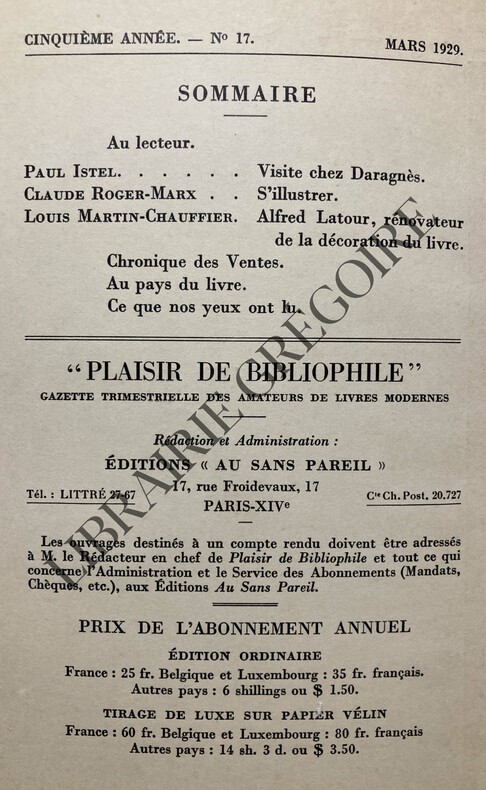 CINQUIÈME ANNÉE. — Nº 17.
MARS 1929.
SOMMAIRE
Au lecteur.
PAUL ISTEL. . . . . . . Visite chez Daragnès.
CLAUDE ROGER-MARX . . S'illustrer.
LOUIS MARTIN-CHAUFFIER. Alfred Latour, rénovateur
de la décoration du livre.
Chronique des Ventes.
Au pays du livre.
Ce que nos yeux ont lu.
“PLAISIR DE BIBLIOPHILE”
GAZETTE TRIMESTRIELLE DES AMATEURS DE LIVRES MODERNES
Rédaction et Administration :
ÉDITIONS « AU SANS PAREIL »
17, rue Froidevaux, 17
Tél. : LITTRÉ 27-67
PARIS-XIVe
Cte Ch. Post. 20.727
Les ouvrages destinés à un compte rendu doivent être adressés
à M. le Rédacteur en chef de Plaisir de Bibliophile et tout ce qui
concerne l'Administration et le Service des Abonnements (Mandats,
Chèques, etc.), aux Éditions Au Sans Pareil.
PRIX DE L'ABONNEMENT ANNUEL
ÉDITION ORDINAIRE
France : 25 fr. Belgique et Luxembourg : 35 fr. français.
Autres pays : 6 shillings ou $ 1.50.
TIRAGE DE LUXE SUR PAPIER VÉLIN
France : 60 fr. Belgique et Luxembourg : 80 fr. français
Autres pays : 14 sh. 3 d. ou $ 3.50.
LIBRAIRIE GREGOIRE